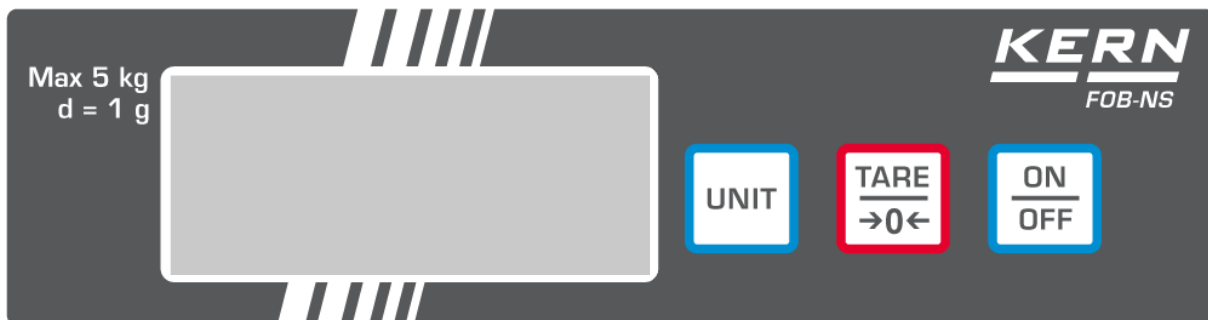 Max 5 kg
d = 1 g
KERN
FOB-NS
UNIT
TARE
→0←
ON
OFF